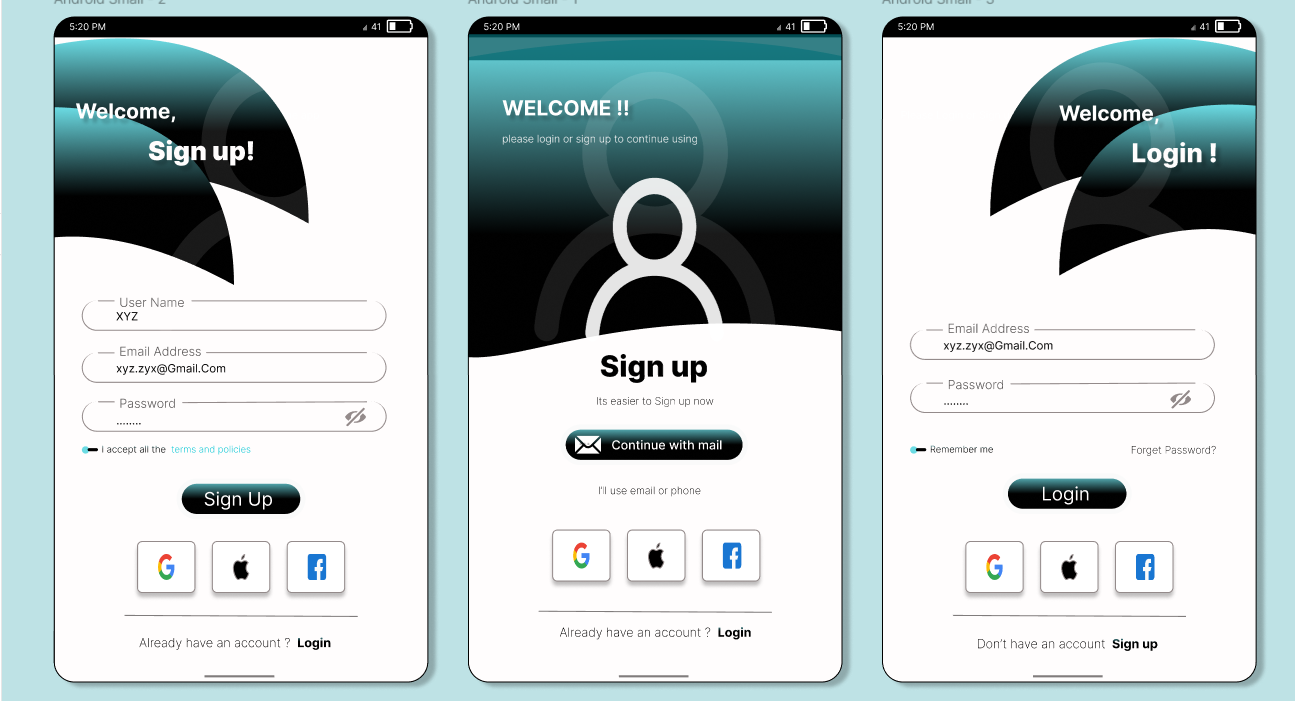 Android Small - 2
5:20 PM 41
Welcome,
Sign up!
User Name
XYZ
Email Address
xyz.zyx@Gmail.Com
Password
........
I accept all the terms and policies
Sign Up
Already have an account ? Login
Android Small - 1
5:20 PM 41
WELCOME !!
please login or sign up to continue using
Sign up
Its easier to Sign up now
Continue with mail
I'll use email or phone
Already have an account ? Login
Android Small - 3
5:20 PM 41
Welcome,
Login !
Email Address
xyz.zyx@Gmail.Com
Password
........
Remember me
Forget Password?
Login
Don't have an account Sign up